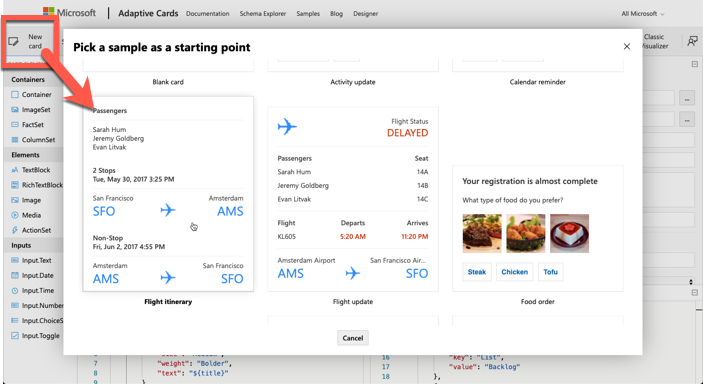 Microsoft
Adaptive Cards
Documentation
Schema Explorer
Samples
Blog
Designer
All Microsoft
New
card
Classic
Visualizer
Pick a sample as a starting point
Containers
Container
ImageSet
FactSet
ColumnSet
Elements
TextBlock
RichTextBlock
Image
Media
ActionSet
Inputs
Input.Text
Input.Date
Input.Time
Input.Number
Input.ChoiceS
Input.Toggle
Blank card
Activity update
Calendar reminder
Passengers
Sarah Hum
Jeremy Goldberg
Evan Litvak
2 Stops
Tue, May 30, 2017 3:25 PM
San Francisco Amsterdam
SFO AMS
Non-Stop
Fri, Jun 2, 2017 4:55 PM
Amsterdam San Francisco
AMS SFO
Flight itinerary
Flight Status
DELAYED
Passengers Seat
Sarah Hum 14A
Jeremy Goldberg 14B
Evan Litvak 14C
Flight Departs Arrives
KL605 5:20 AM 11:20 PM
Amsterdam Airport San Francisco Air...
AMS SFO
Flight update
Your registration is almost complete
What type of food do you prefer?
Steak Chicken Tofu
Food order
Cancel
7 "weight": "Bolder",
8 "text": "${title}"
9 }
16 "key": "List",
17 "value": "Backlog"
18 },